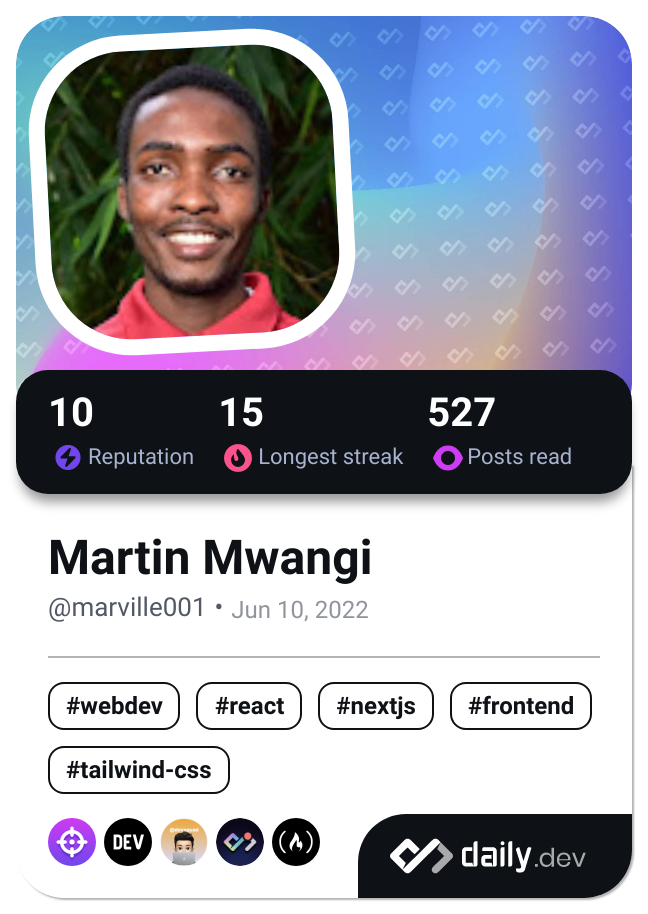 10 15 527
Reputation Longest streak Posts read
Martin Mwangi
@marville001 • Jun 10, 2022
#webdev #react #nextjs #frontend
#tailwind-css
DEV
daily.dev